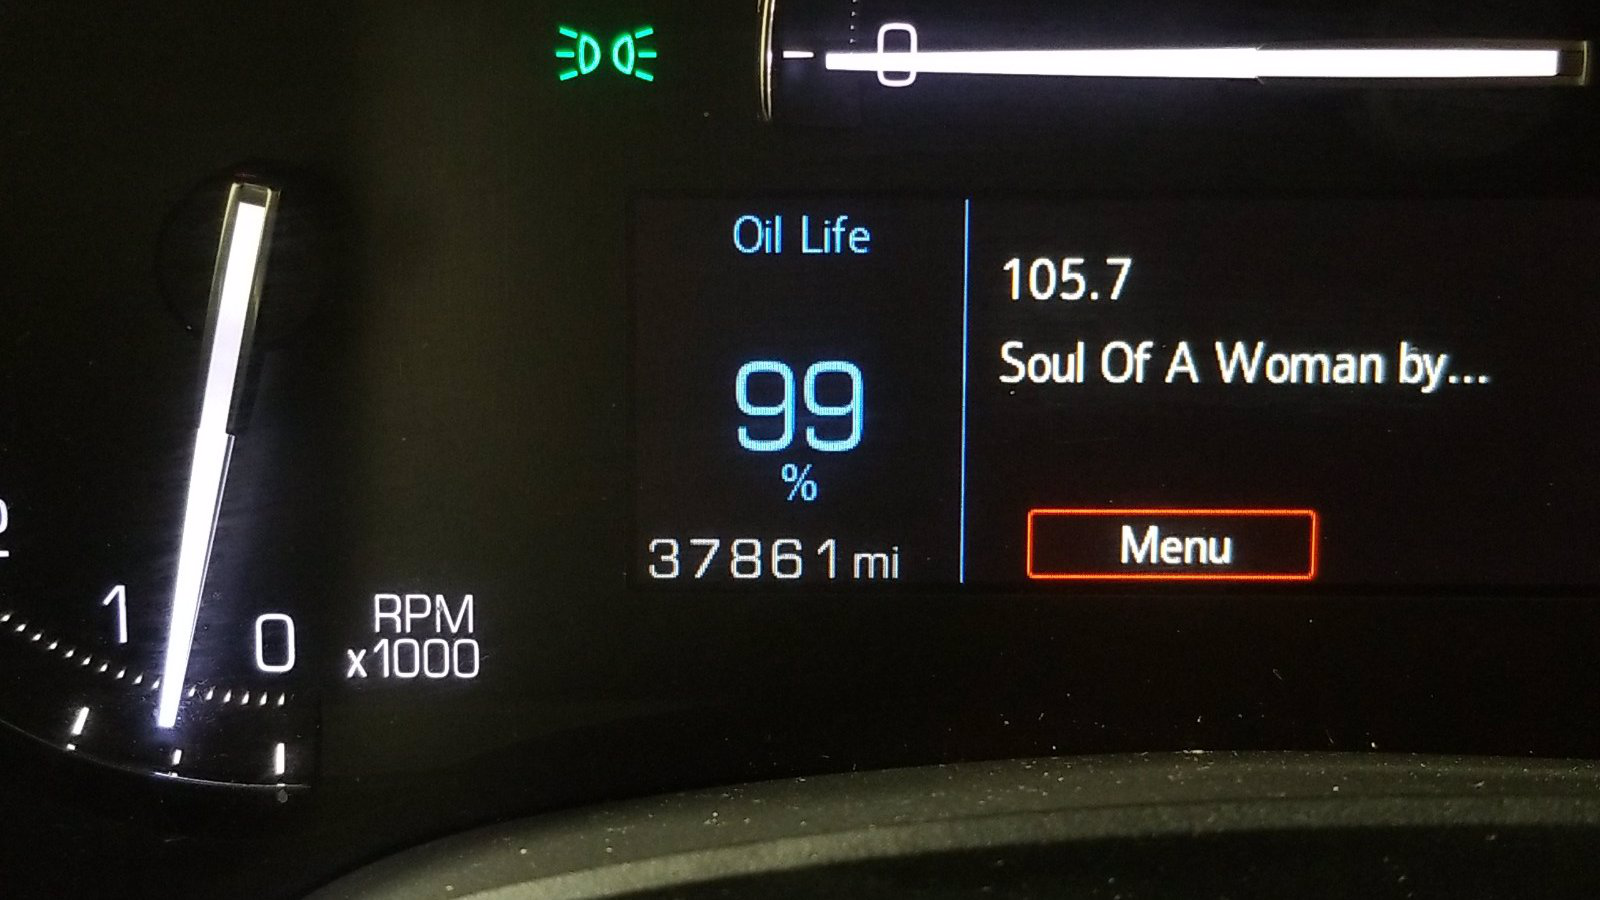 0
Oil Life
99
%
37861 mi
105.7
Soul Of A Woman by...
Menu
1
0
RPM
x1000